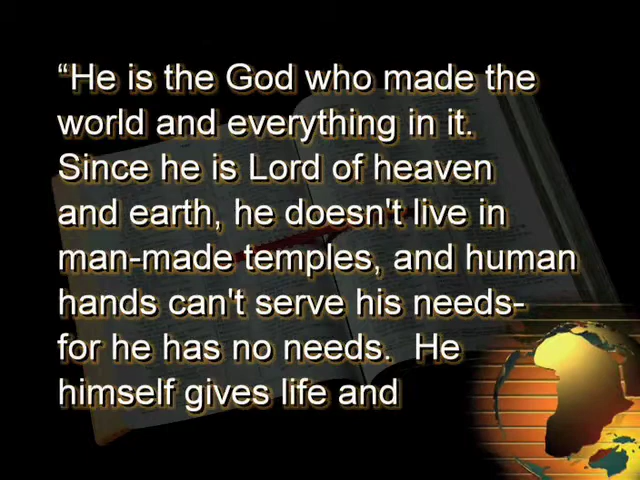 “He is the God who made the
world and everything in it.
Since he is Lord of heaven
and earth, he doesn't live in
man-made temples, and human
hands can't serve his needs-
for he has no needs.  He
himself gives life and